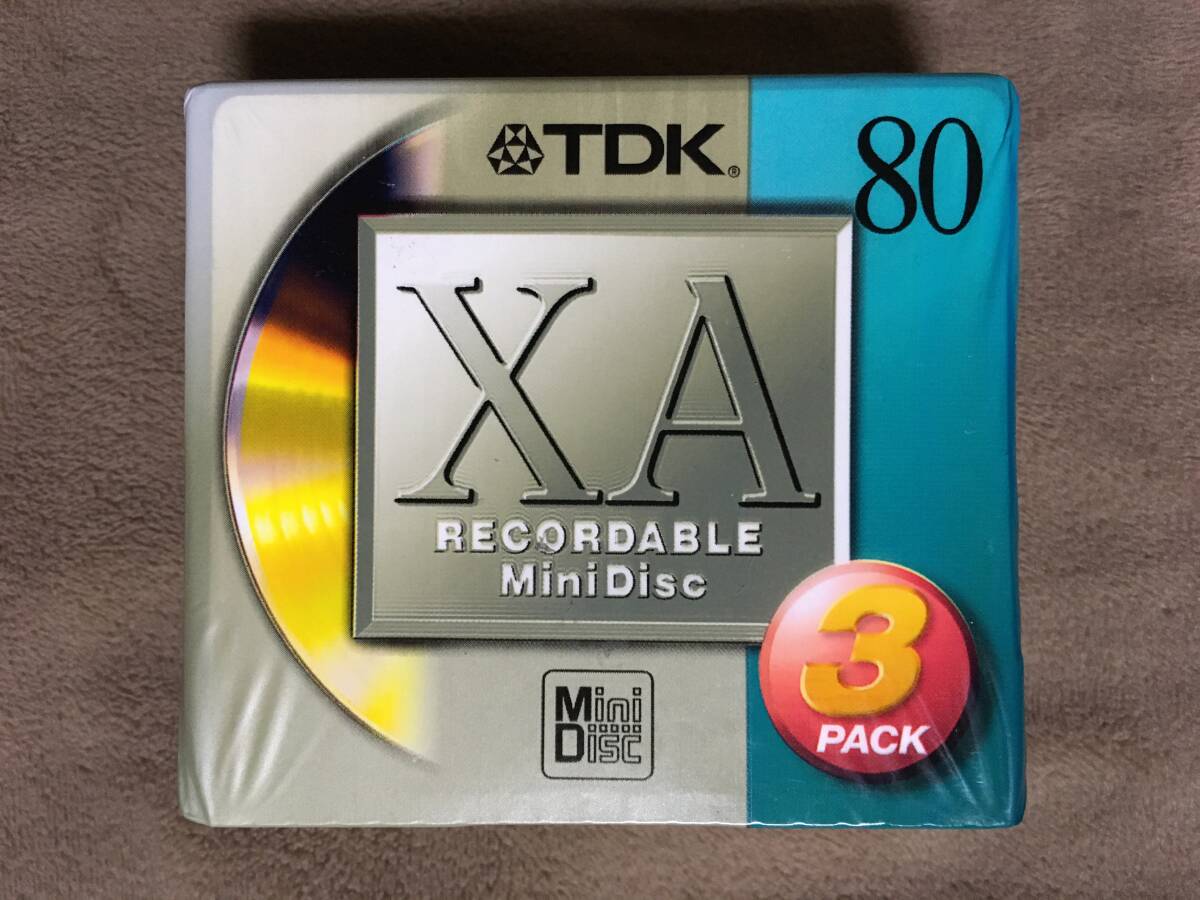 TDK®
80
XA
RECORDABLE
MiniDisc
3
PACK
Mini
Disc